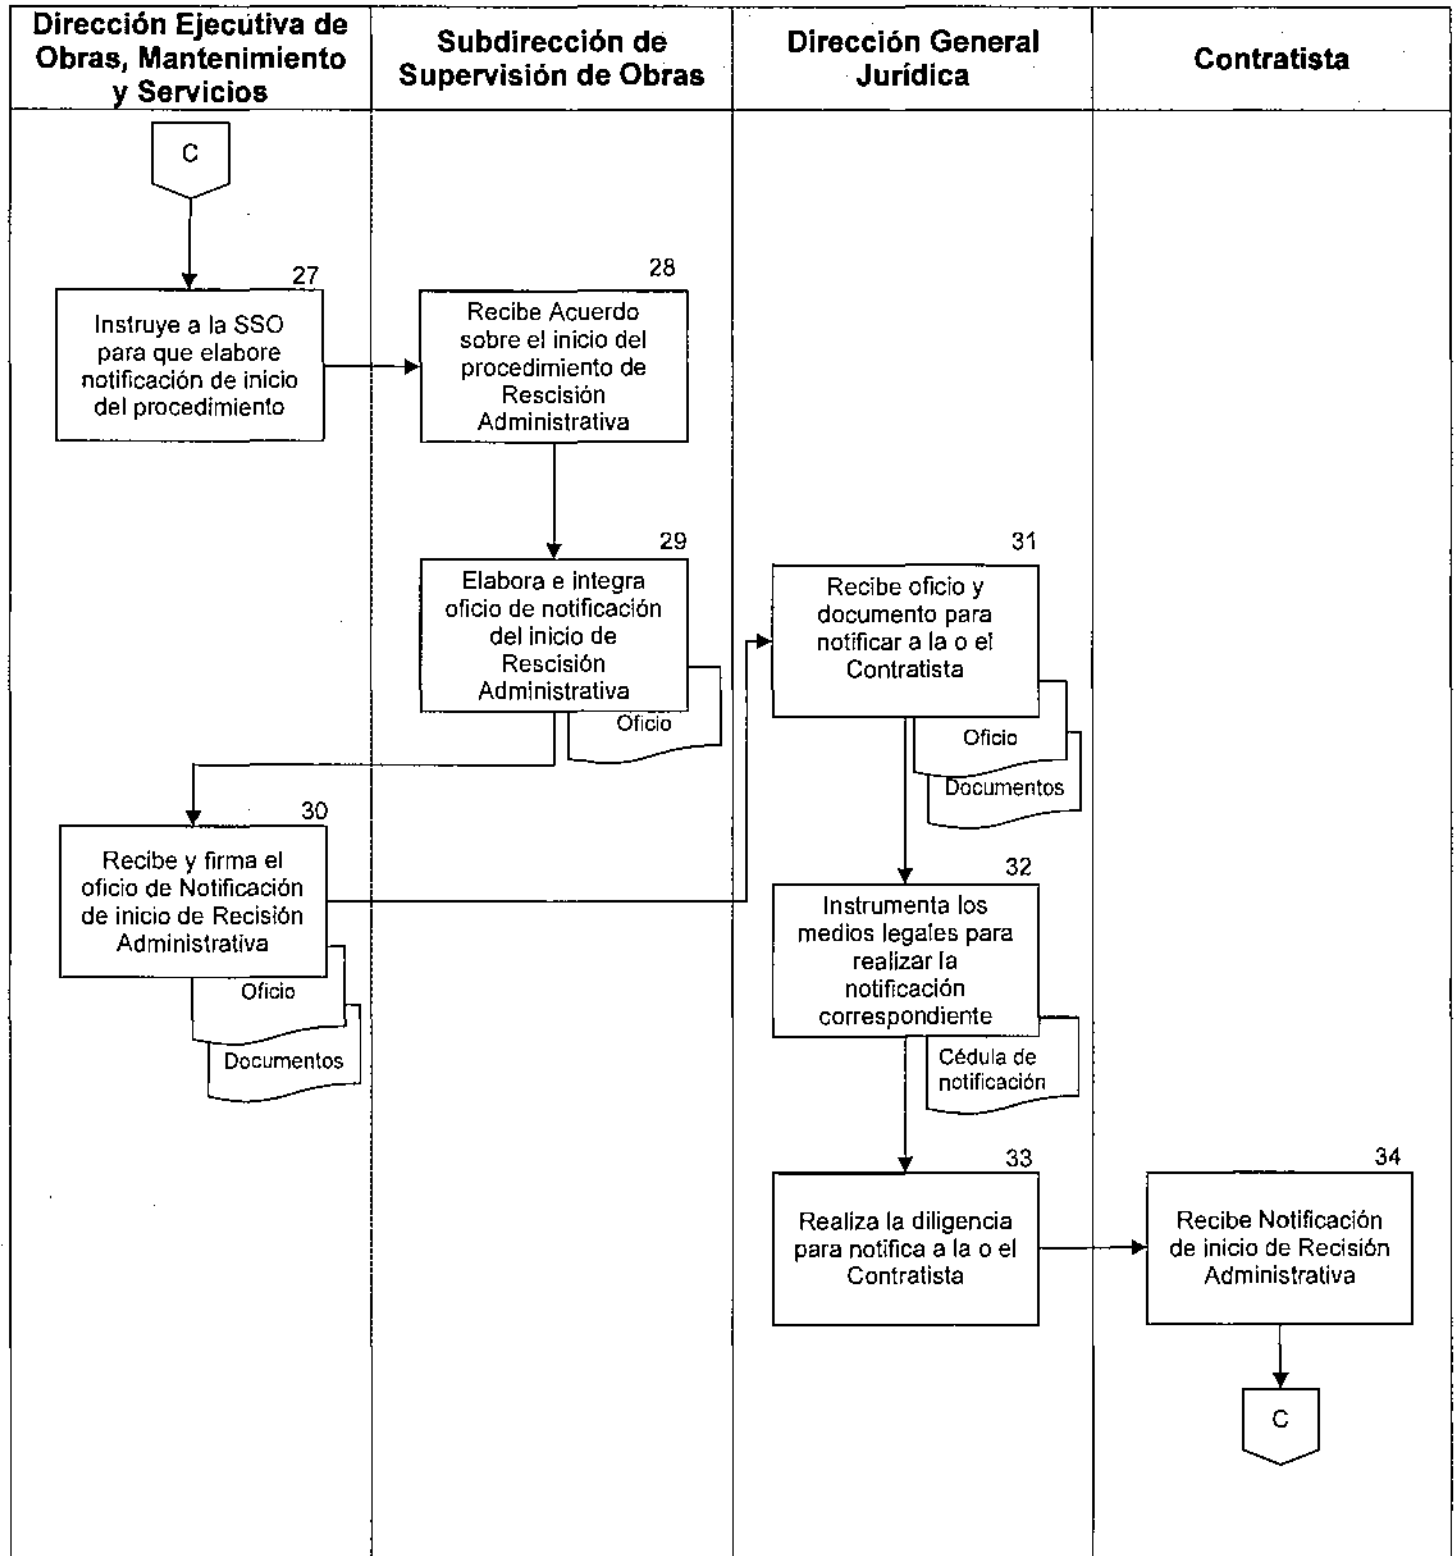 Dirección Ejecutiva de
Obras, Mantenimiento
y Servicios
Subdirección de
Supervisión de Obras
Dirección General
Jurídica
Contratista
C
27
Instruye a la SSO
para que elabore
notificación de inicio
del procedimiento
28
Recibe Acuerdo
sobre el inicio del
procedimiento de
Rescisión
Administrativa
29
Elabora e integra
oficio de notificación
del inicio de
Rescisión
Administrativa
Oficio
30
Recibe y firma el
oficio de Notificación
de inicio de Recisión
Administrativa
Oficio
Documentos
31
Recibe oficio y
documento para
notificar a la o el
Contratista
Oficio
Documentos
32
Instrumenta los
medios legales para
realizar la
notificación
correspondiente
Cédula de
notificación
33
Realiza la diligencia
para notifica a la o el
Contratista
34
Recibe Notificación
de inicio de Recisión
Administrativa
C